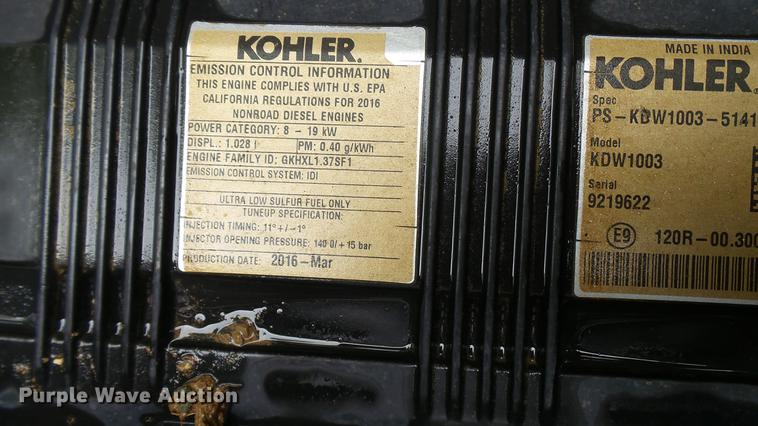 KOHLER.
EMISSION CONTROL INFORMATION
THIS ENGINE COMPLIES WITH U.S. EPA
CALIFORNIA REGULATIONS FOR 2016
NONROAD DIESEL ENGINES
POWER CATEGORY: 8 - 19 kW
DISPL.: 1.028 l PM: 0.40 g/kWh
ENGINE FAMILY ID: GKHXL1.37SF1
EMISSION CONTROL SYSTEM: IDI
ULTRA LOW SULFUR FUEL ONLY
TUNEUP SPECIFICATION:
INJECTION TIMING: 11°+/-1°
INJECTOR OPENING PRESSURE: 140 0/+15 bar
PRODUCTION DATE: 2016-Mar
MADE IN INDIA
KOHLER
Spec
PS-KDW1003-5141
Model
KDW1003
Serial
9219622
E9 120R-00.300
Purple Wave Auction